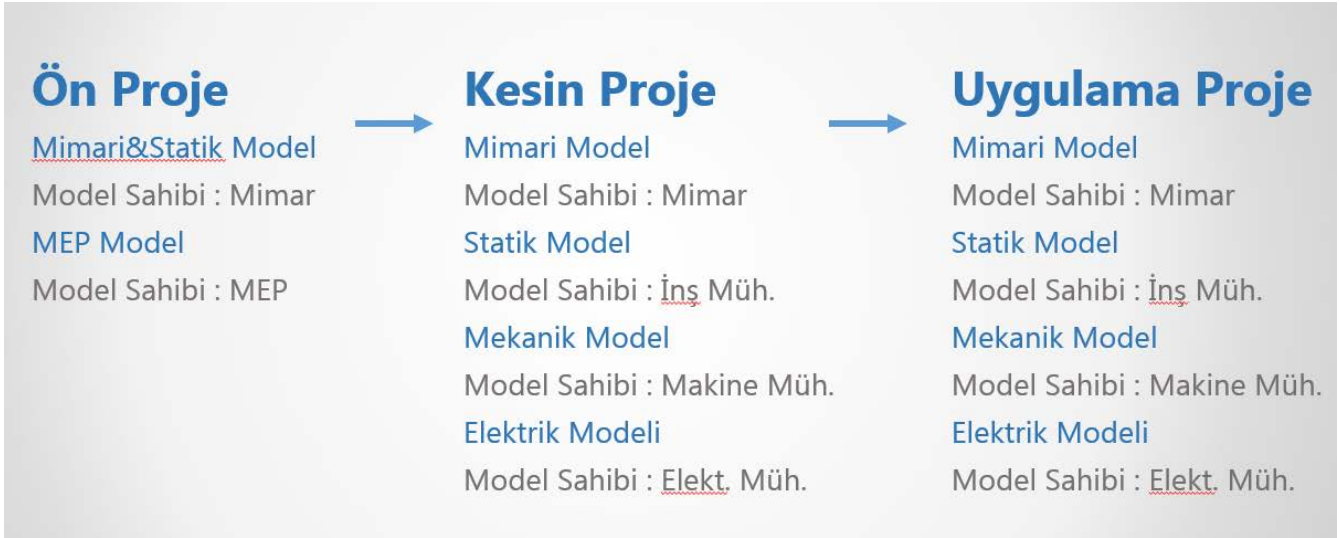 Ön Proje
Mimari&Statik Model
Model Sahibi : Mimar
MEP Model
Model Sahibi : MEP
Kesin Proje
Mimari Model
Model Sahibi : Mimar
Statik Model
Model Sahibi : İnş Müh.
Mekanik Model
Model Sahibi : Makine Müh.
Elektrik Modeli
Model Sahibi : Elekt. Müh.
Uygulama Proje
Mimari Model
Model Sahibi : Mimar
Statik Model
Model Sahibi : İnş Müh.
Mekanik Model
Model Sahibi : Makine Müh.
Elektrik Modeli
Model Sahibi : Elekt. Müh.